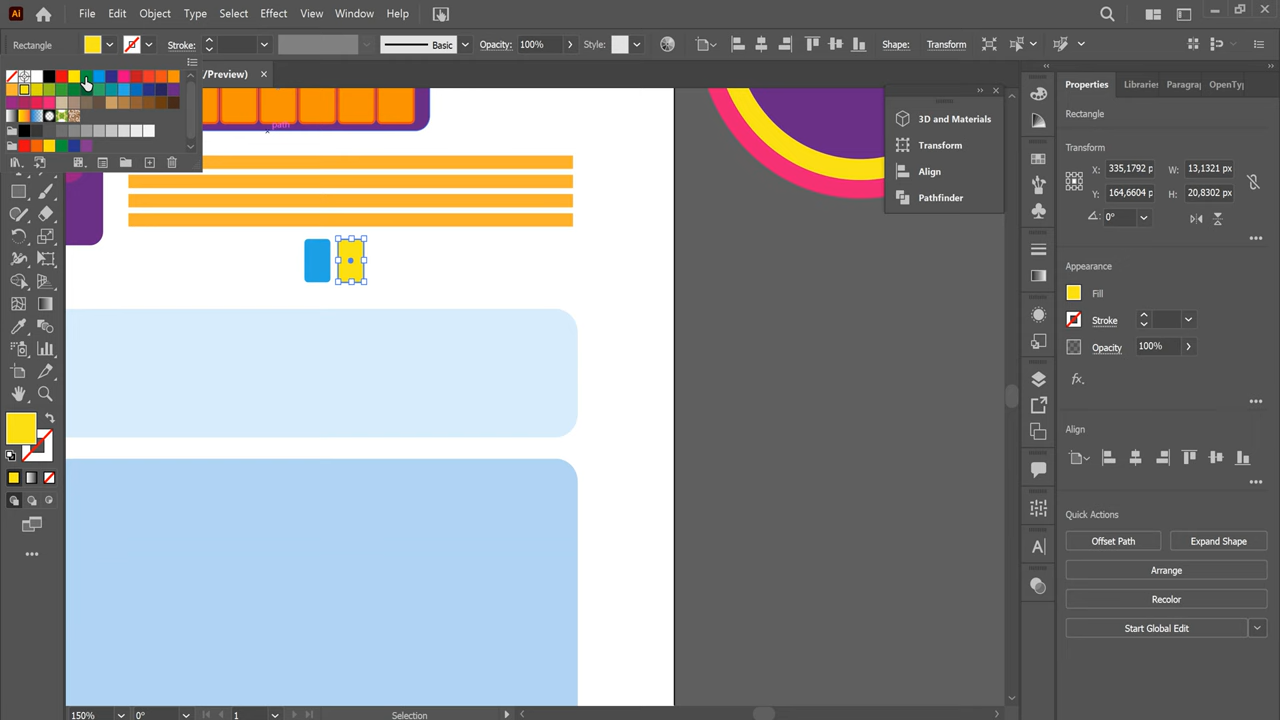 Ai File Edit Object Type Select Effect View Window Help
Rectangle Stroke: Basic Opacity: 100% Style: Shape: Transform
/Preview) ×
path
3D and Materials
Transform
Align
Pathfinder
Properties Librarie Paragra OpenTy
Rectangle
Transform
X: 335,1792 p W: 13,1321 p
Y: 164,6604 p H: 20,8302 px
0°
Appearance
Fill
Stroke
Opacity 100%
fx.
Align
Quick Actions
Offset Path Expand Shape
Arrange
Recolor
Start Global Edit
150% 0° 1 Selection